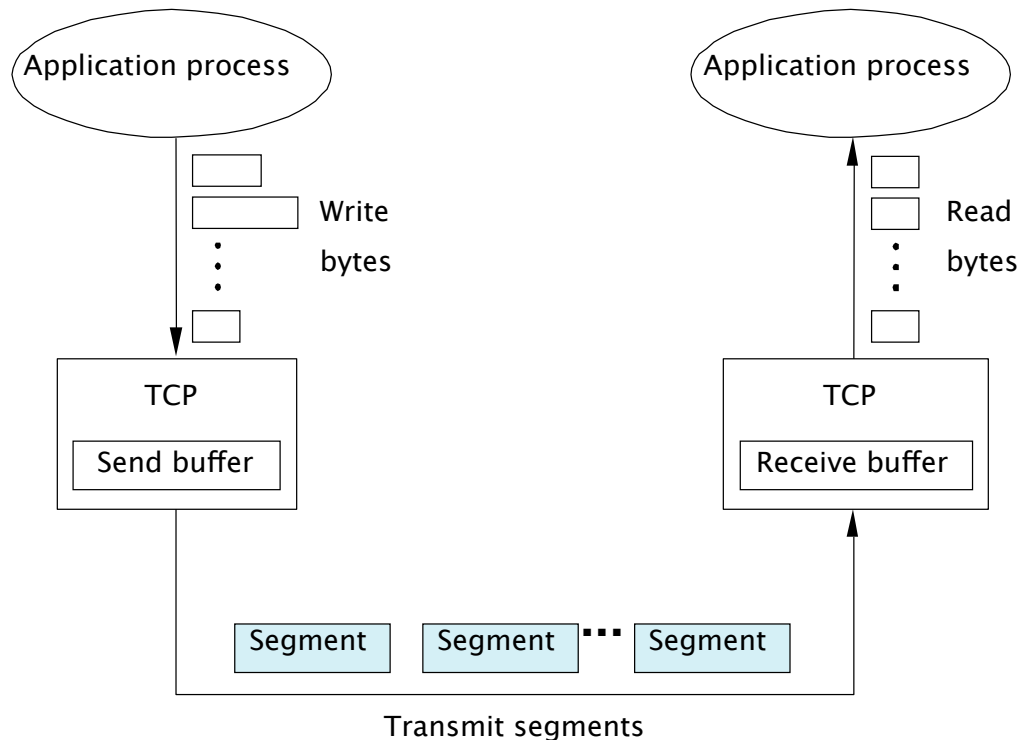 Application process
Application process
Write
bytes
Read
bytes
TCP
Send buffer
TCP
Receive buffer
Segment
Segment
...
Segment
Transmit segments